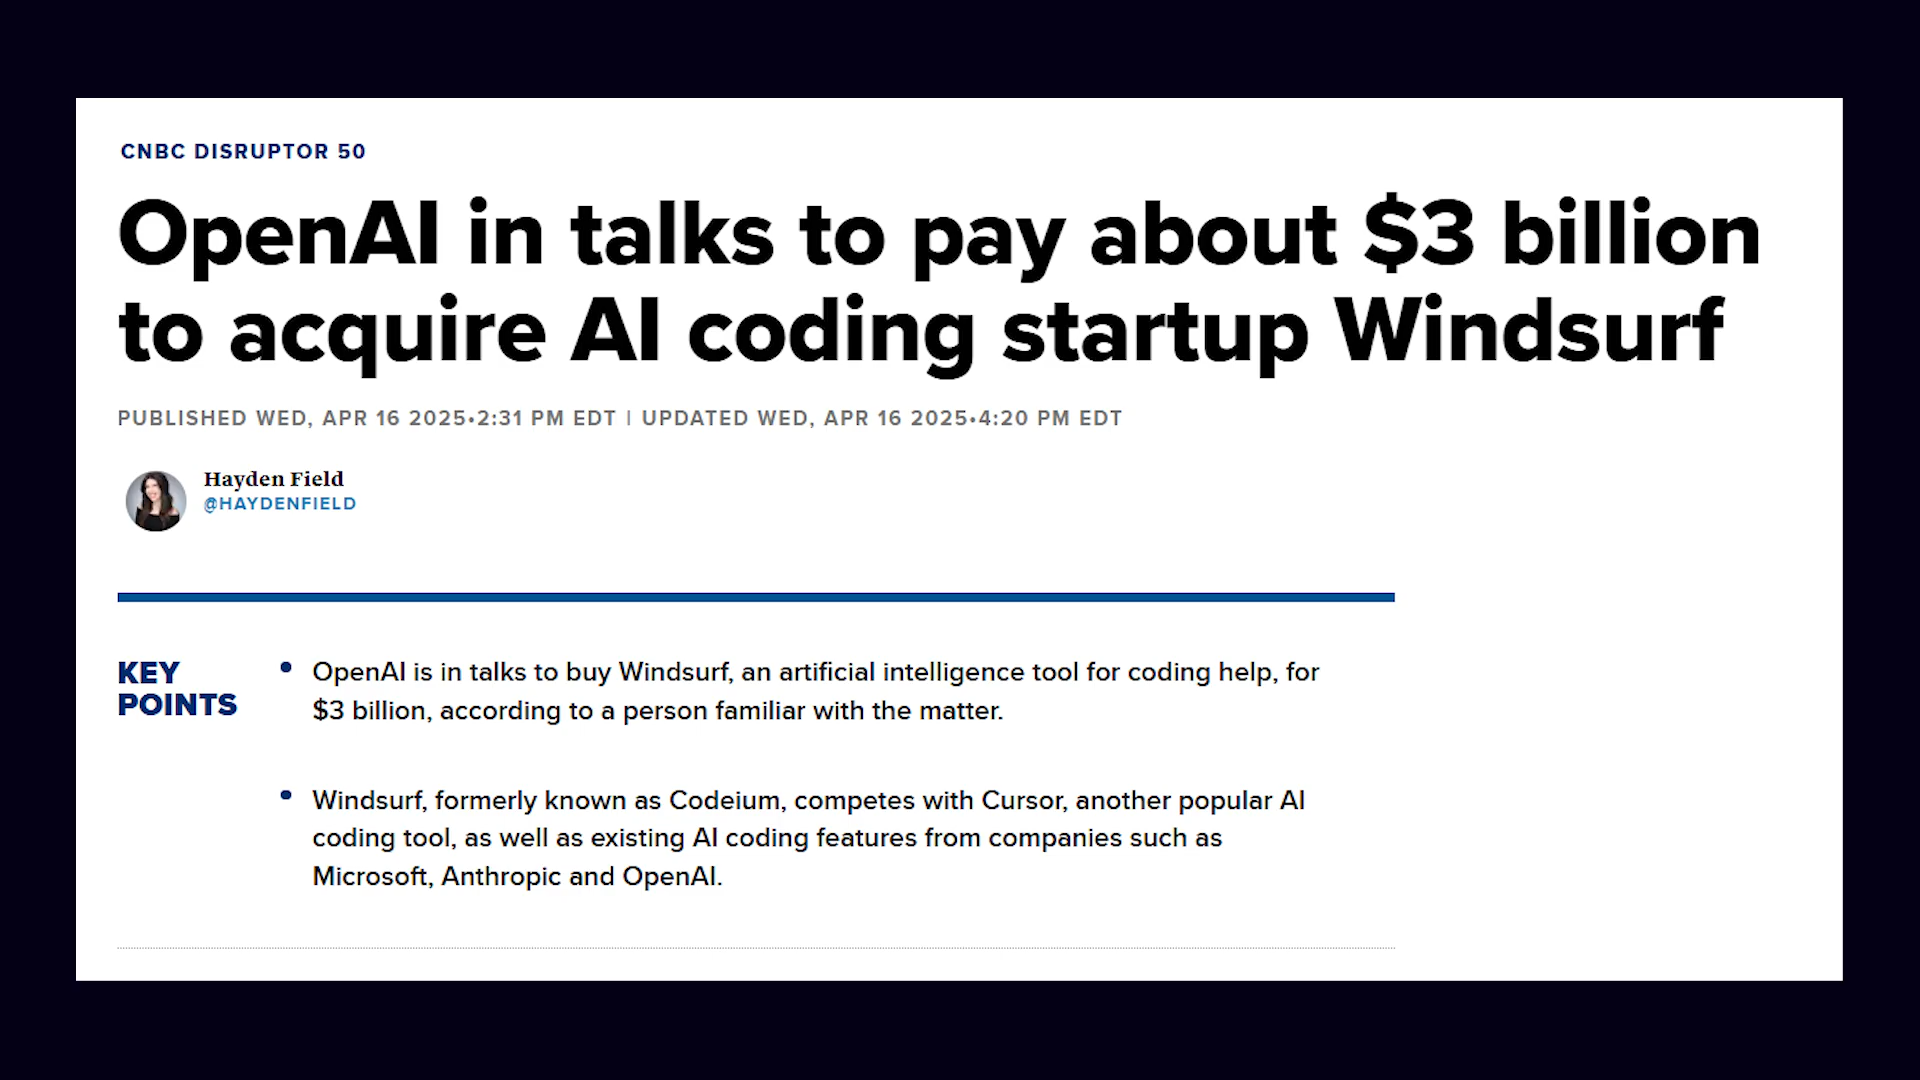 CNBC DISRUPTOR 50
OpenAI in talks to pay about $3 billion
to acquire AI coding startup Windsurf
PUBLISHED WED, APR 16 2025•2:31 PM EDT | UPDATED WED, APR 16 2025•4:20 PM EDT
Hayden Field
@HAYDENFIELD
KEY
POINTS
• OpenAI is in talks to buy Windsurf, an artificial intelligence tool for coding help, for
$3 billion, according to a person familiar with the matter.
• Windsurf, formerly known as Codeium, competes with Cursor, another popular AI
coding tool, as well as existing AI coding features from companies such as
Microsoft, Anthropic and OpenAI.